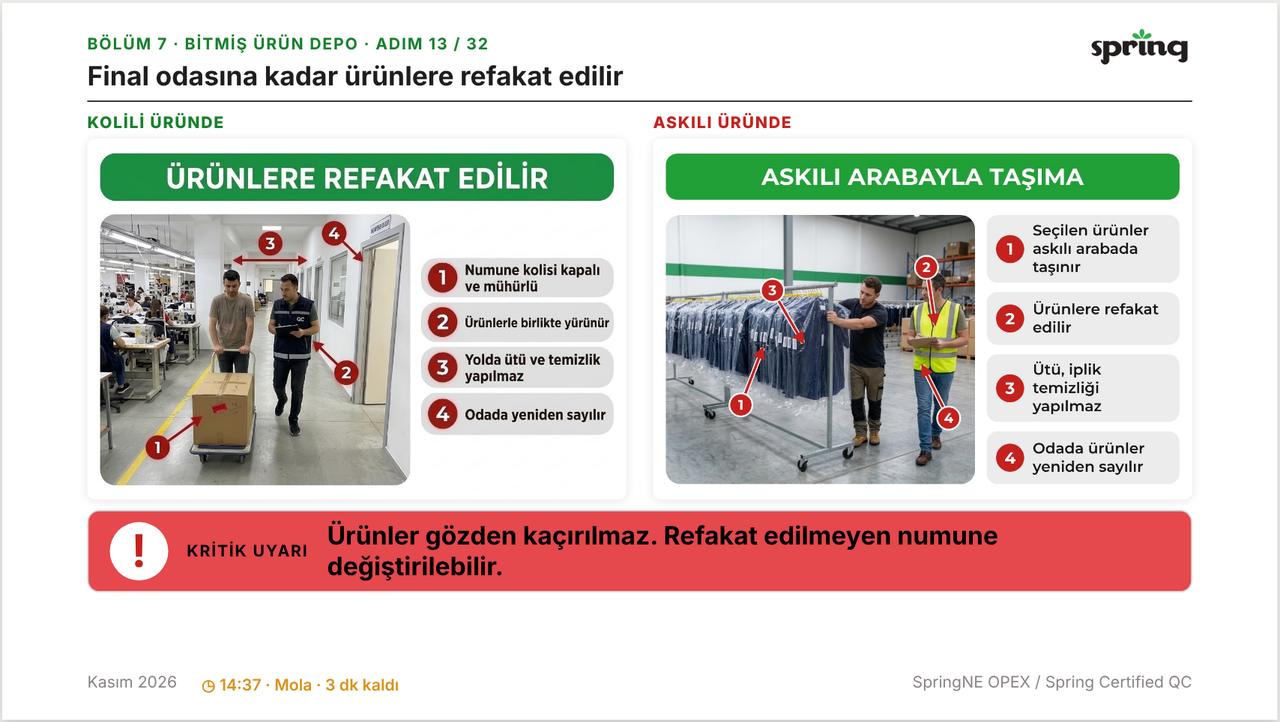 BÖLÜM 7 · BİTMİŞ ÜRÜN DEPO · ADIM 13 / 32
spring
Final odasına kadar ürünlere refakat edilir
KOLİLİ ÜRÜNDE
ÜRÜNLERE REFAKAT EDİLİR
3
4
QC
2
1
1 Numune kolisi kapalı
ve mühürlü
2 Ürünlerle birlikte yürünür
3 Yolda ütü ve temizlik
yapılmaz
4 Odada yeniden sayılır
ASKILI ÜRÜNDE
ASKILI ARABAYLA TAŞIMA
2
3
1
4
1 Seçilen ürünler
askılı arabada
taşınır
2 Ürünlere refakat
edilir
3 Ütü, iplik
temizliği
yapılmaz
4 Odada ürünler
yeniden sayılır
! KRİTİK UYARI
Ürünler gözden kaçırılmaz. Refakat edilmeyen numune
değiştirilebilir.
Kasım 2026
14:37 · Mola · 3 dk kaldı
SpringNE OPEX / Spring Certified QC